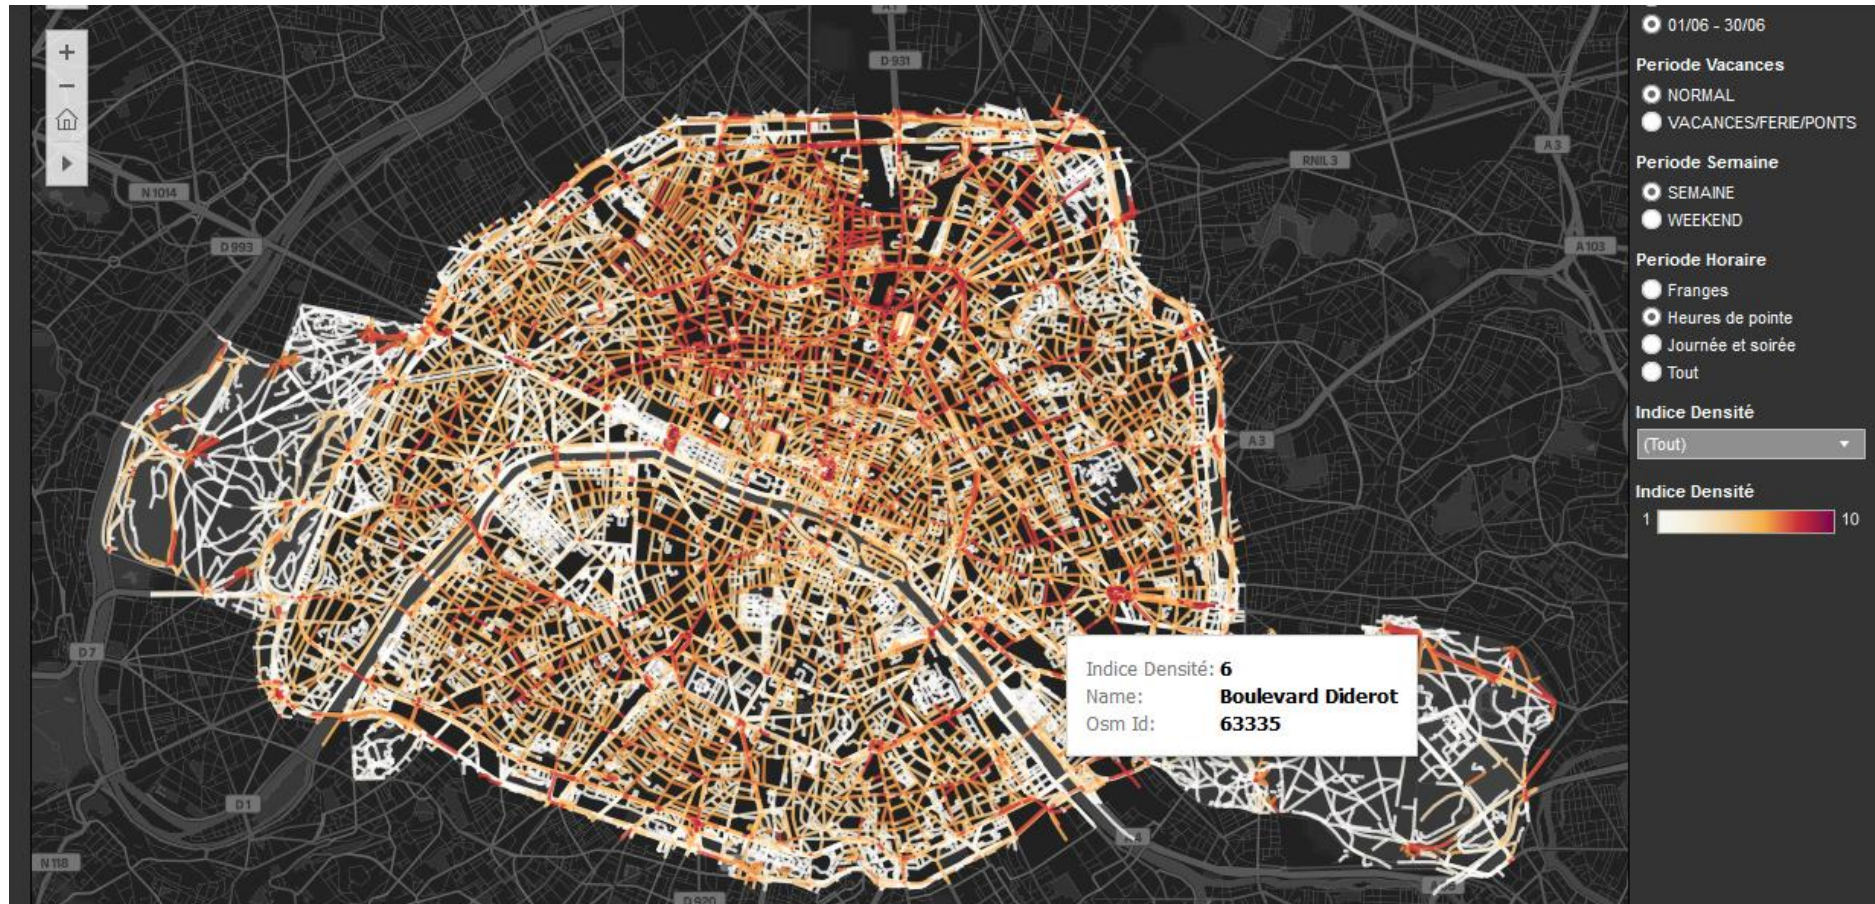 D 931
N 1014
D 993
RNIL 3
A 3
A 103
A 3
D 7
D 1
N 118
D 920
Indice Densité: 6
Name: Boulevard Diderot
Osm Id: 63335
01/06 - 30/06
Periode Vacances
NORMAL
VACANCES/FERIE/PONTS
Periode Semaine
SEMAINE
WEEKEND
Periode Horaire
Franges
Heures de pointe
Journée et soirée
Tout
Indice Densité
(Tout)
Indice Densité
1 10